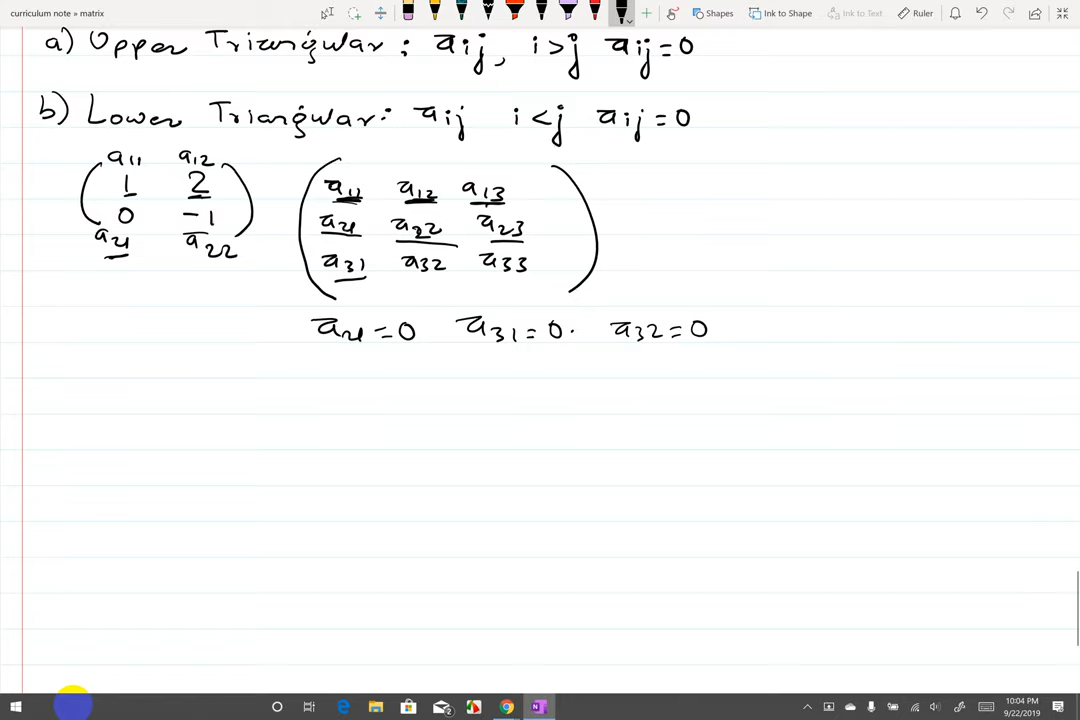 curriculum note » matrix
Shapes Ink to Shape Ink to Text Ruler
a) Upper Triangular : aij, i>j aij=0
b) Lower Triangular: aij i<j aij=0
a11 a12
1 2
0 -1
a21 a22
a11 a12 a13
a21 a22 a23
a31 a32 a33
a21=0 a31=0. a32=0
10:04 PM
9/22/2019